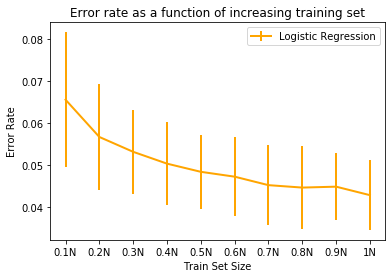 Error rate as a function of increasing training set
Logistic Regression
0.08
0.07
0.06
0.05
0.04
Error Rate
0.1N 0.2N 0.3N 0.4N 0.5N 0.6N 0.7N 0.8N 0.9N 1N
Train Set Size